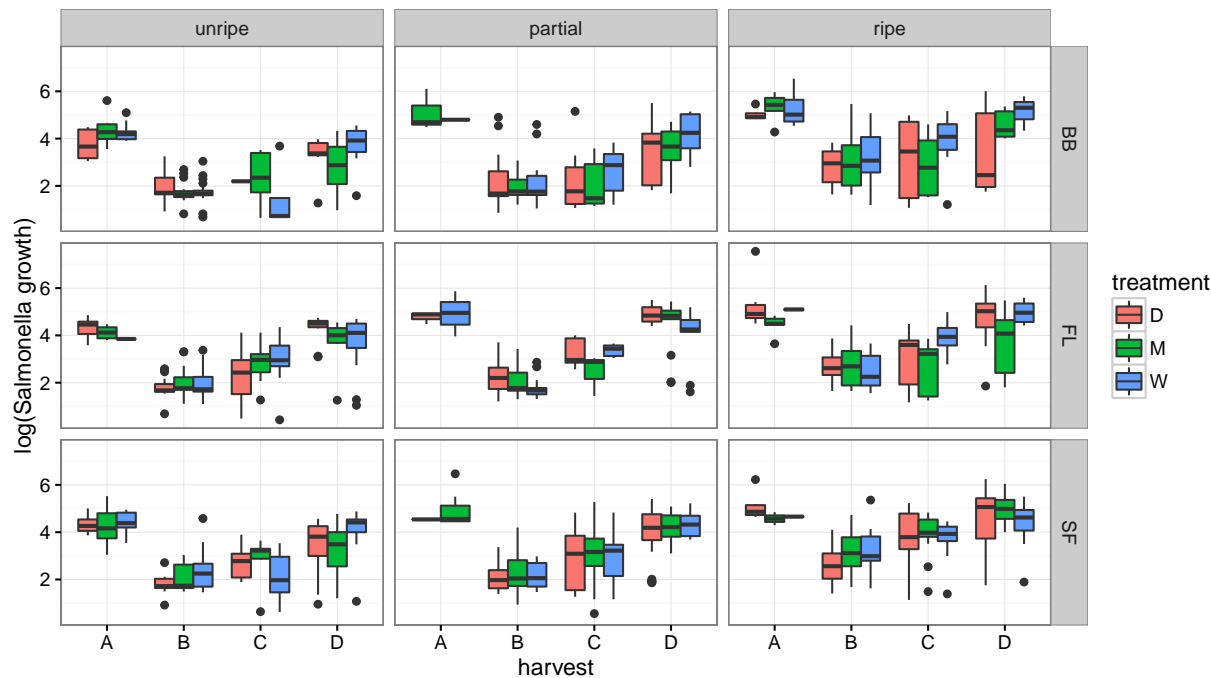 unripe partial ripe
log(Salmonella growth)
6
4
2
BB
6
4
2
FL
6
4
2
SF
A B C D A B C D A B C D
harvest
treatment
D
M
W